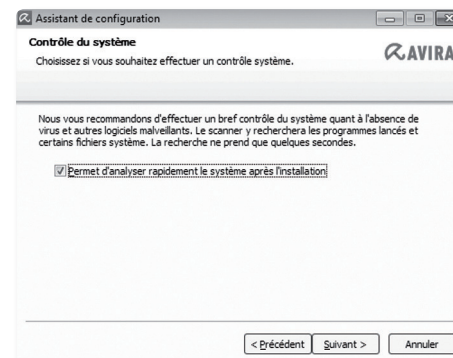 Assistant de configuration
Contrôle du système
Choisissez si vous souhaitez effectuer un contrôle système.
AVIRA
Nous vous recommandons d'effectuer un bref contrôle du système quant à l'absence de
virus et autres logiciels malveillants. Le scanner y recherchera les programmes lancés et
certains fichiers système. La recherche ne prend que quelques secondes.
Permet d'analyser rapidement le système après l'installation
< Précédent
Suivant >
Annuler